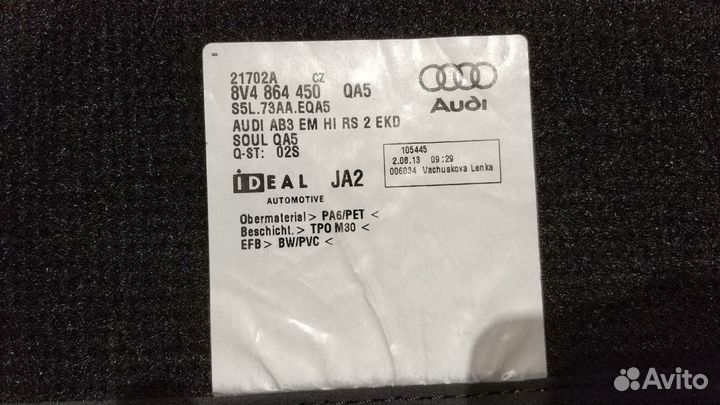 21702A CZ
8V4 864 450 QA5
S5L.73AA.EQA5
AUDI AB3 EM HI RS 2 EKD
SOUL QA5
Q-ST: 02S
Audi
iDEAL JA2
AUTOMOTIVE
105445
2.08.13 09:29
006034 Vachuskova Lenka
Obermaterial> PA6/PET <
Beschicht.> TPO M30 <
EFB> BW/PVC <
Avito